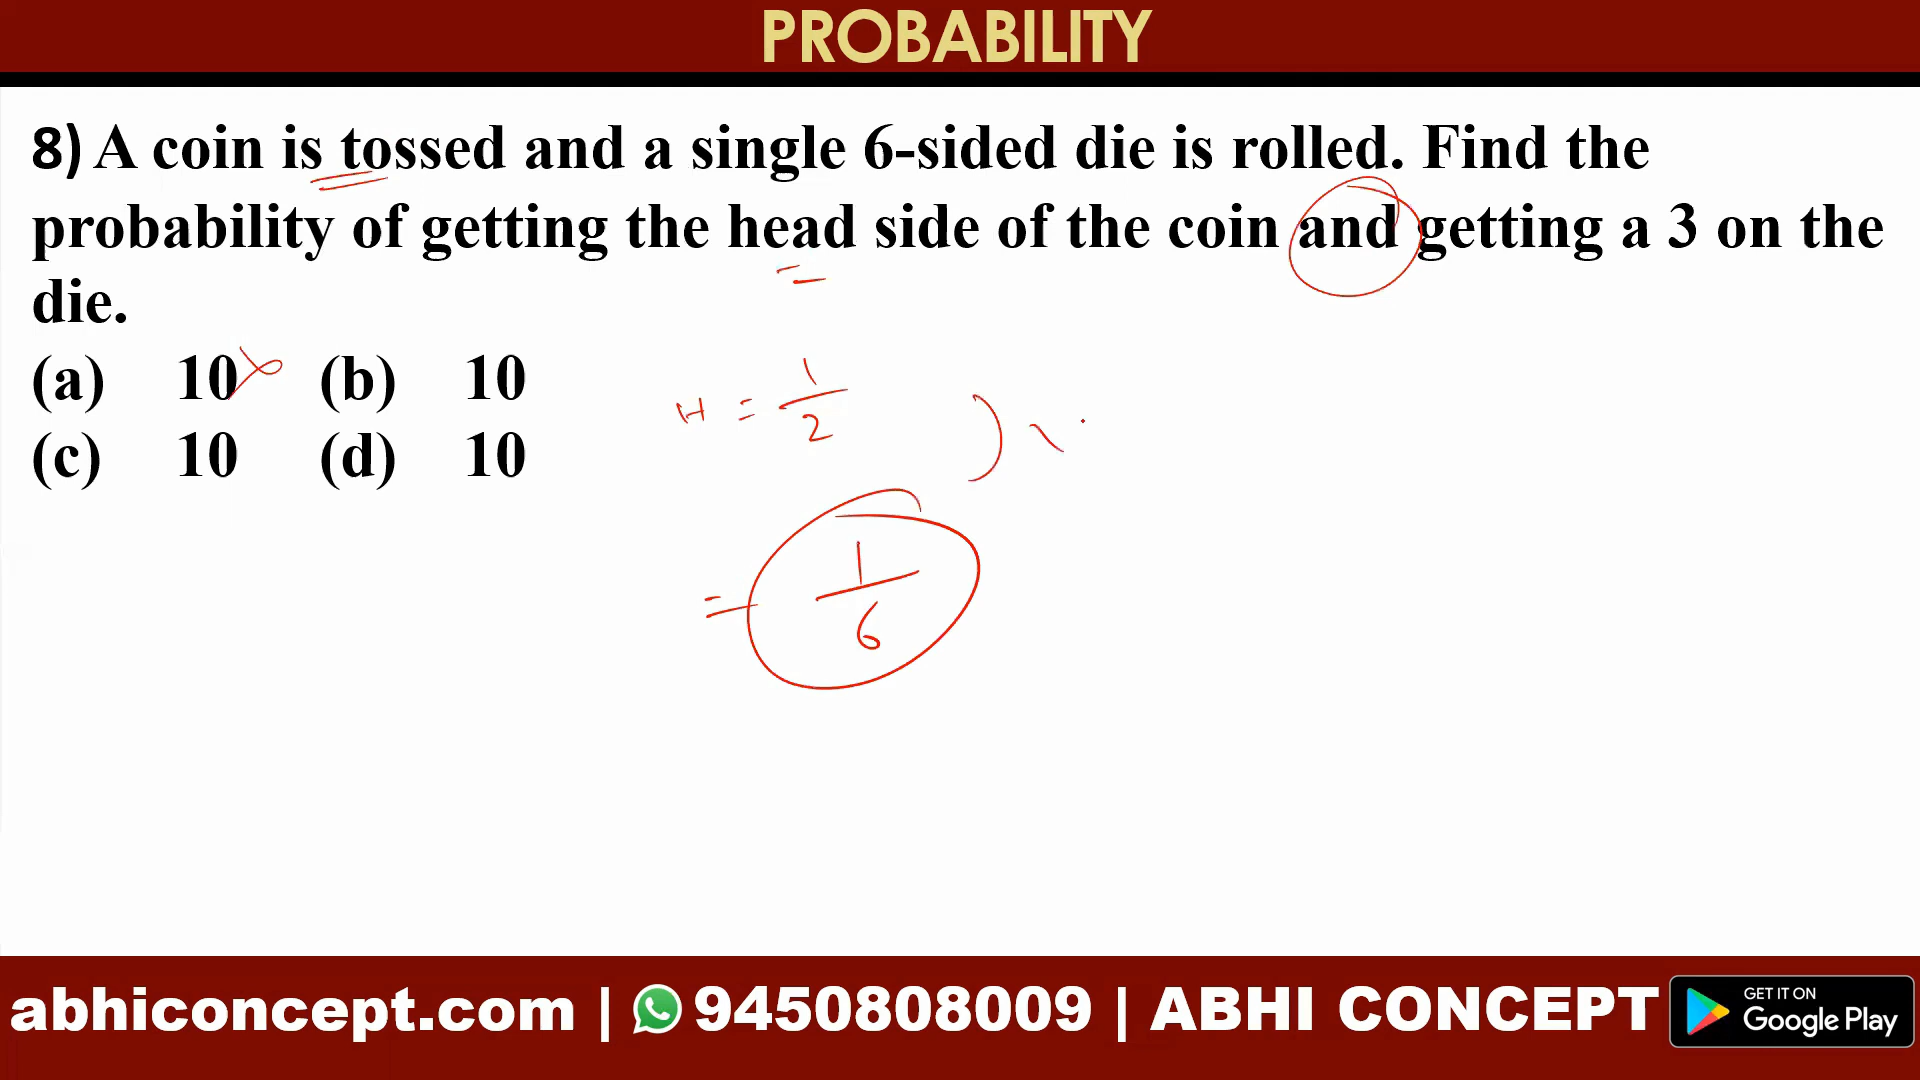 PROBABILITY
8) A coin is tossed and a single 6-sided die is rolled. Find the
probability of getting the head side of the coin and getting a 3 on the
die.
(a) 10 (b) 10
(c) 10 (d) 10
H = 1/2 )
= 1/6
abhiconcept.com | 9450808009 | ABHI CONCEPT
GET IT ON
Google Play